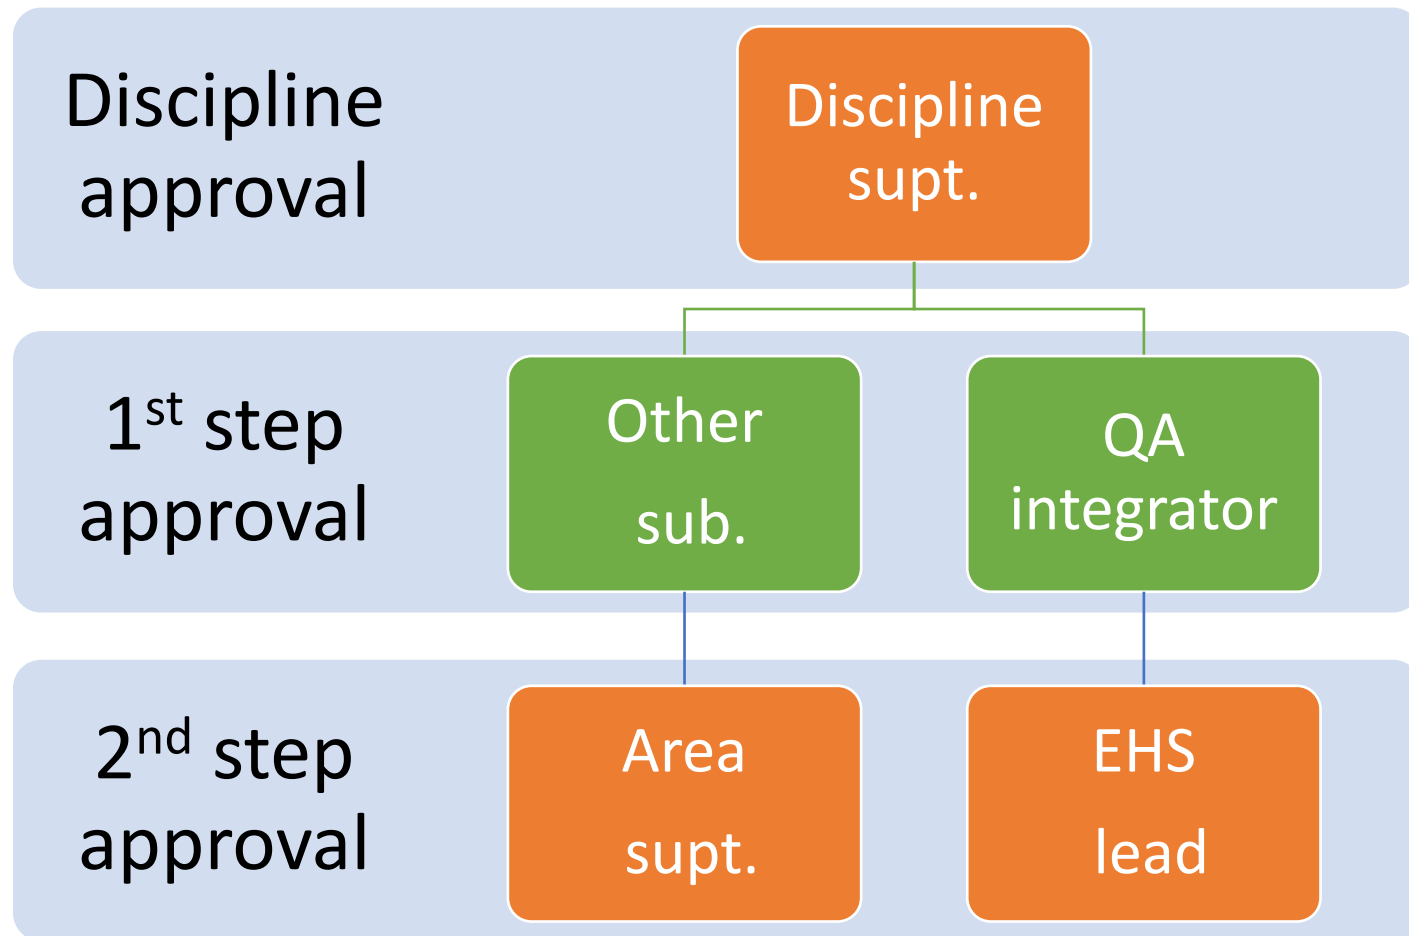 Discipline
approval
Discipline
supt.
1st step
approval
Other
sub.
QA
integrator
2nd step
approval
Area
supt.
EHS
lead